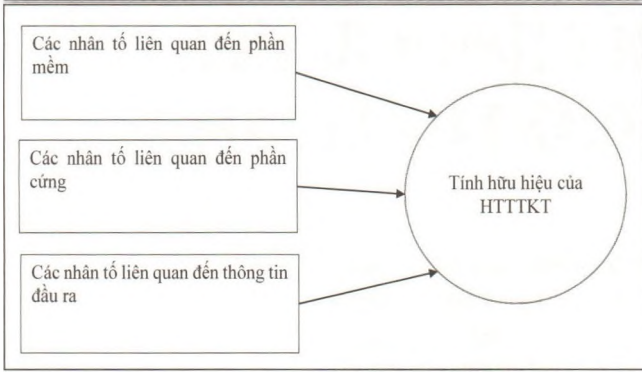 Các nhân tố liên quan đến phần
mềm
Các nhân tố liên quan đến phần
cứng
Tính hữu hiệu của
HTTTKT
Các nhân tố liên quan đến thông tin
đầu ra